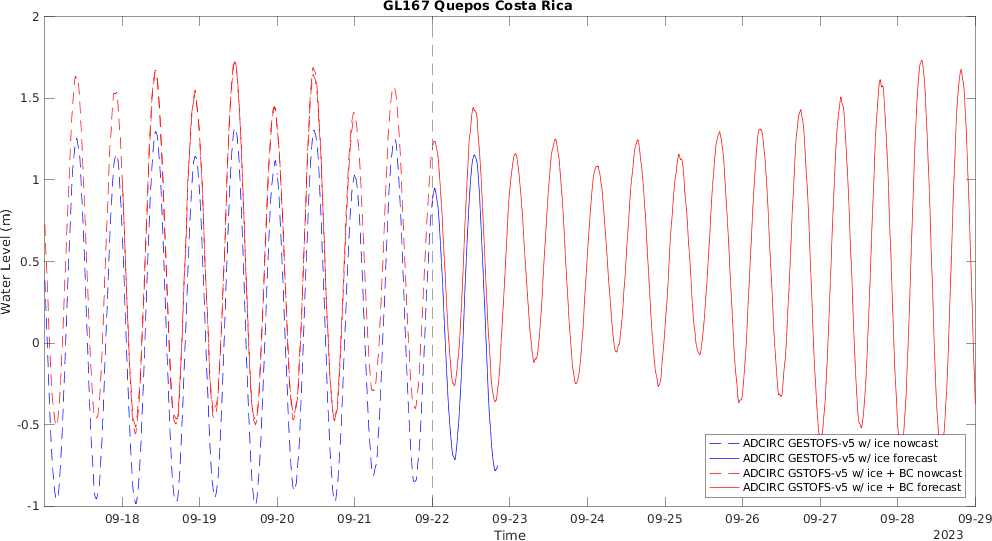 GL167 Quepos Costa Rica
2
1.5
1
0.5
0
-0.5
-1
Water Level (m)
09-18
09-19
09-20
09-21
09-22
09-23
09-24
09-25
09-26
09-27
09-28
09-29
Time
2023
ADCIRC GESTOFS-v5 w/ ice nowcast
ADCIRC GESTOFS-v5 w/ ice forecast
ADCIRC GSTOFS-v5 w/ ice + BC nowcast
ADCIRC GSTOFS-v5 w/ ice + BC forecast